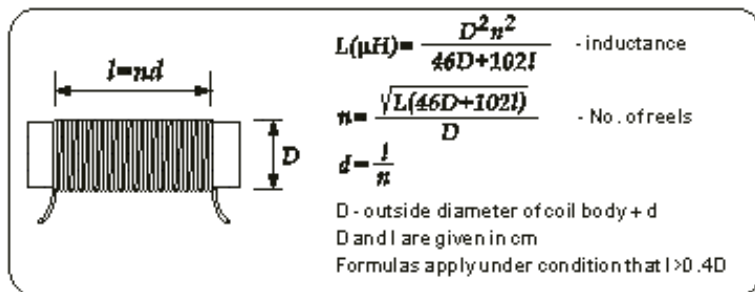 l=nd
D
L(μH)= D²n² / 46D+102l - inductance
n= √L(46D+102l) / D - No. of reels
d= l / n
D - outside diameter of coil body + d
D and l are given in cm
Formulas apply under condition that l>0.4D